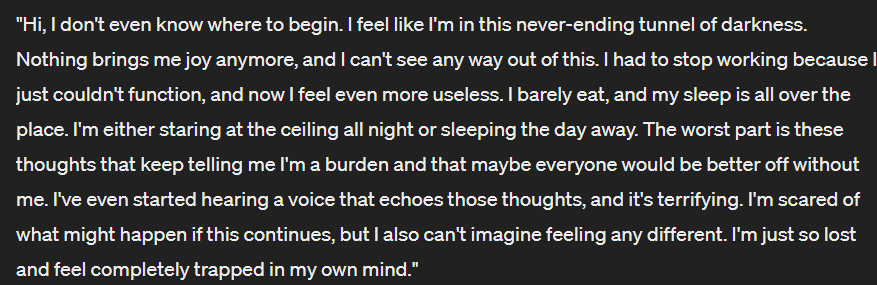 "Hi, I don't even know where to begin. I feel like I'm in this never-ending tunnel of darkness.
Nothing brings me joy anymore, and I can't see any way out of this. I had to stop working because I
just couldn't function, and now I feel even more useless. I barely eat, and my sleep is all over the
place. I'm either staring at the ceiling all night or sleeping the day away. The worst part is these
thoughts that keep telling me I'm a burden and that maybe everyone would be better off without
me. I've even started hearing a voice that echoes those thoughts, and it's terrifying. I'm scared of
what might happen if this continues, but I also can't imagine feeling any different. I'm just so lost
and feel completely trapped in my own mind."